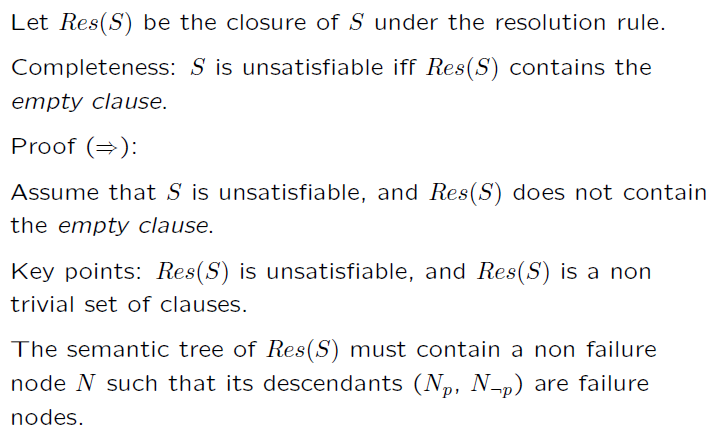 Let Res(S) be the closure of S under the resolution rule.
Completeness: S is unsatisfiable iff Res(S) contains the
empty clause.
Proof (⇒):
Assume that S is unsatisfiable, and Res(S) does not contain
the empty clause.
Key points: Res(S) is unsatisfiable, and Res(S) is a non
trivial set of clauses.
The semantic tree of Res(S) must contain a non failure
node N such that its descendants (Nₚ, N¬ₚ) are failure
nodes.